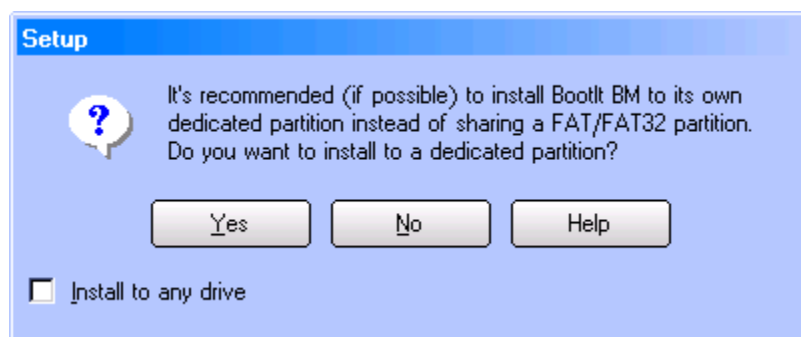 Setup
It's recommended (if possible) to install BootIt BM to its own
dedicated partition instead of sharing a FAT/FAT32 partition.
Do you want to install to a dedicated partition?
Yes No Help
Install to any drive